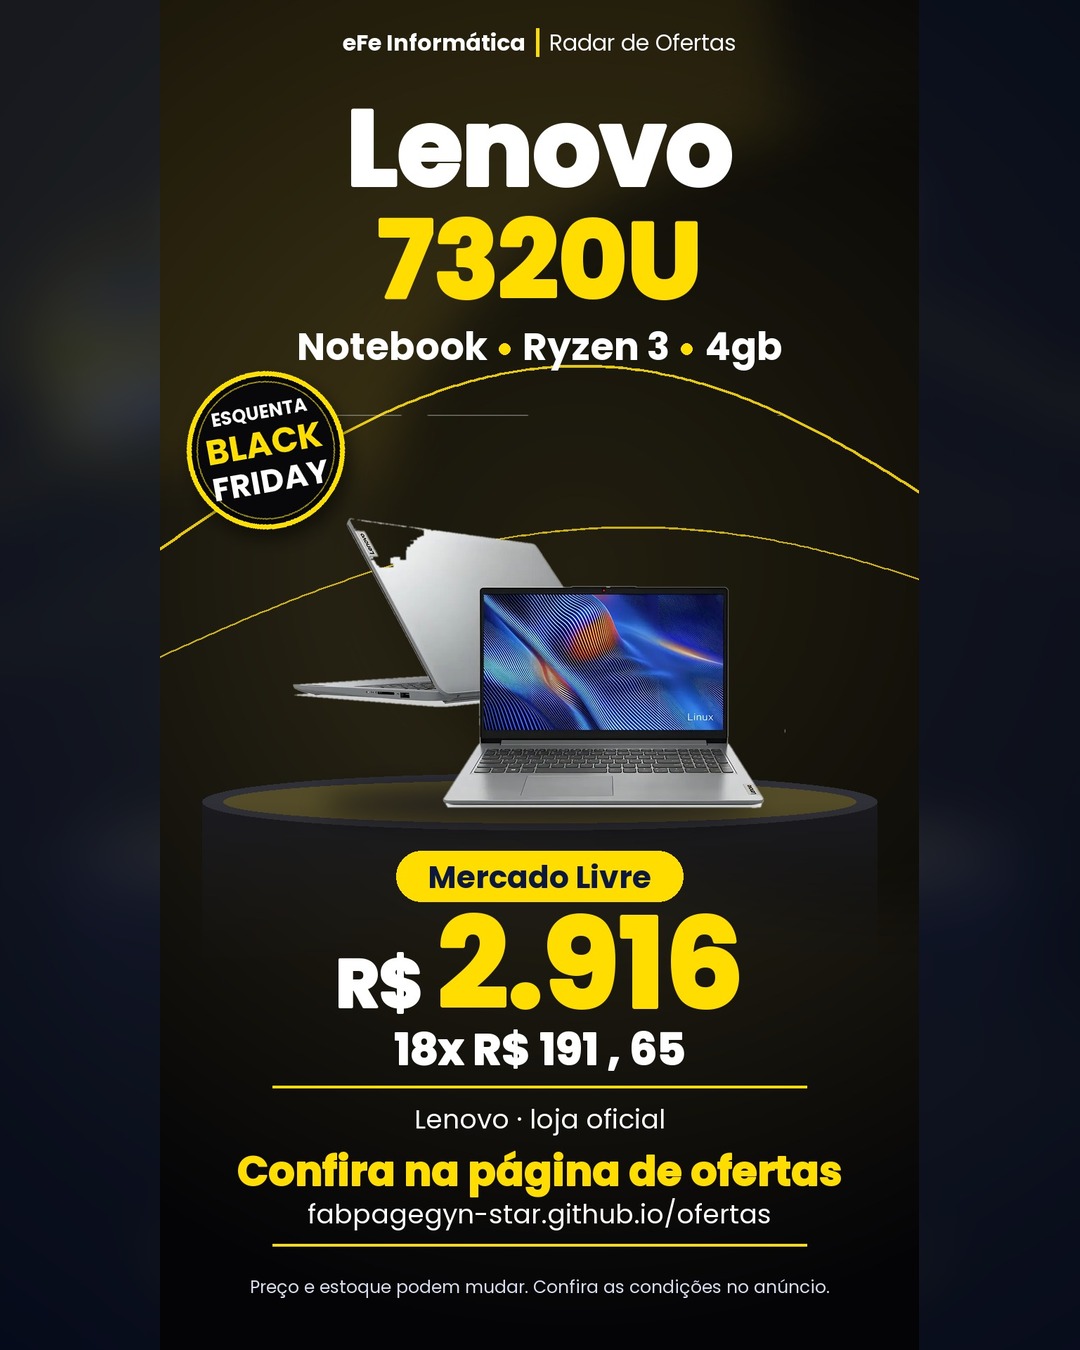 eFe Informática | Radar de Ofertas
Lenovo
7320U
Notebook • Ryzen 3 • 4gb
ESQUENTA
BLACK
FRIDAY
Lenovo
Linux
Lenovo
Mercado Livre
R$ 2.916
18x R$ 191 , 65
Lenovo · loja oficial
Confira na página de ofertas
fabpagegyn-star.github.io/ofertas
Preço e estoque podem mudar. Confira as condições no anúncio.